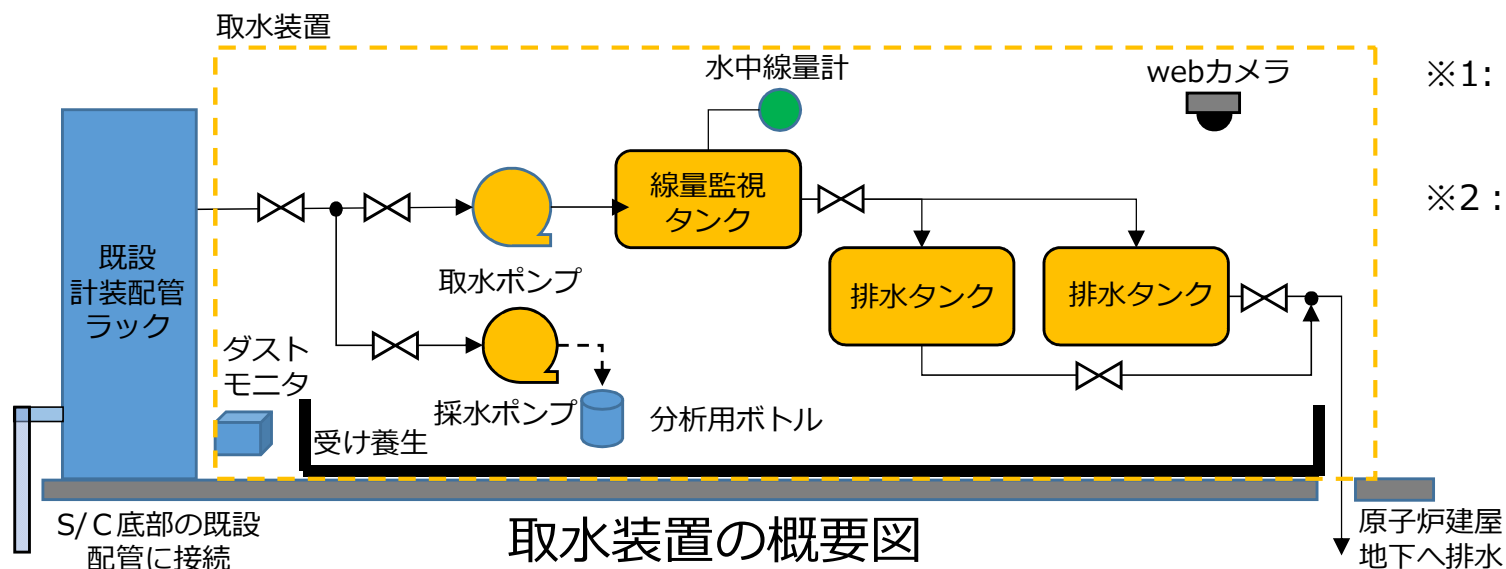 取水装置
水中線量計
webカメラ
※1:
※2：
線量監視
タンク
既設
計装配管
ラック
取水ポンプ
排水タンク
排水タンク
ダスト
モニタ
採水ポンプ
分析用ボトル
受け養生
S/C底部の既設
配管に接続
取水装置の概要図
原子炉建屋
地下へ排水